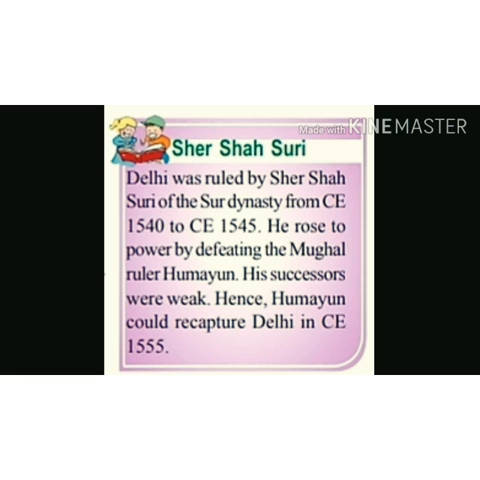 Made with KINEMASTER
Sher Shah Suri
Delhi was ruled by Sher Shah
Suri of the Sur dynasty from CE
1540 to CE 1545. He rose to
power by defeating the Mughal
ruler Humayun. His successors
were weak. Hence, Humayun
could recapture Delhi in CE
1555.